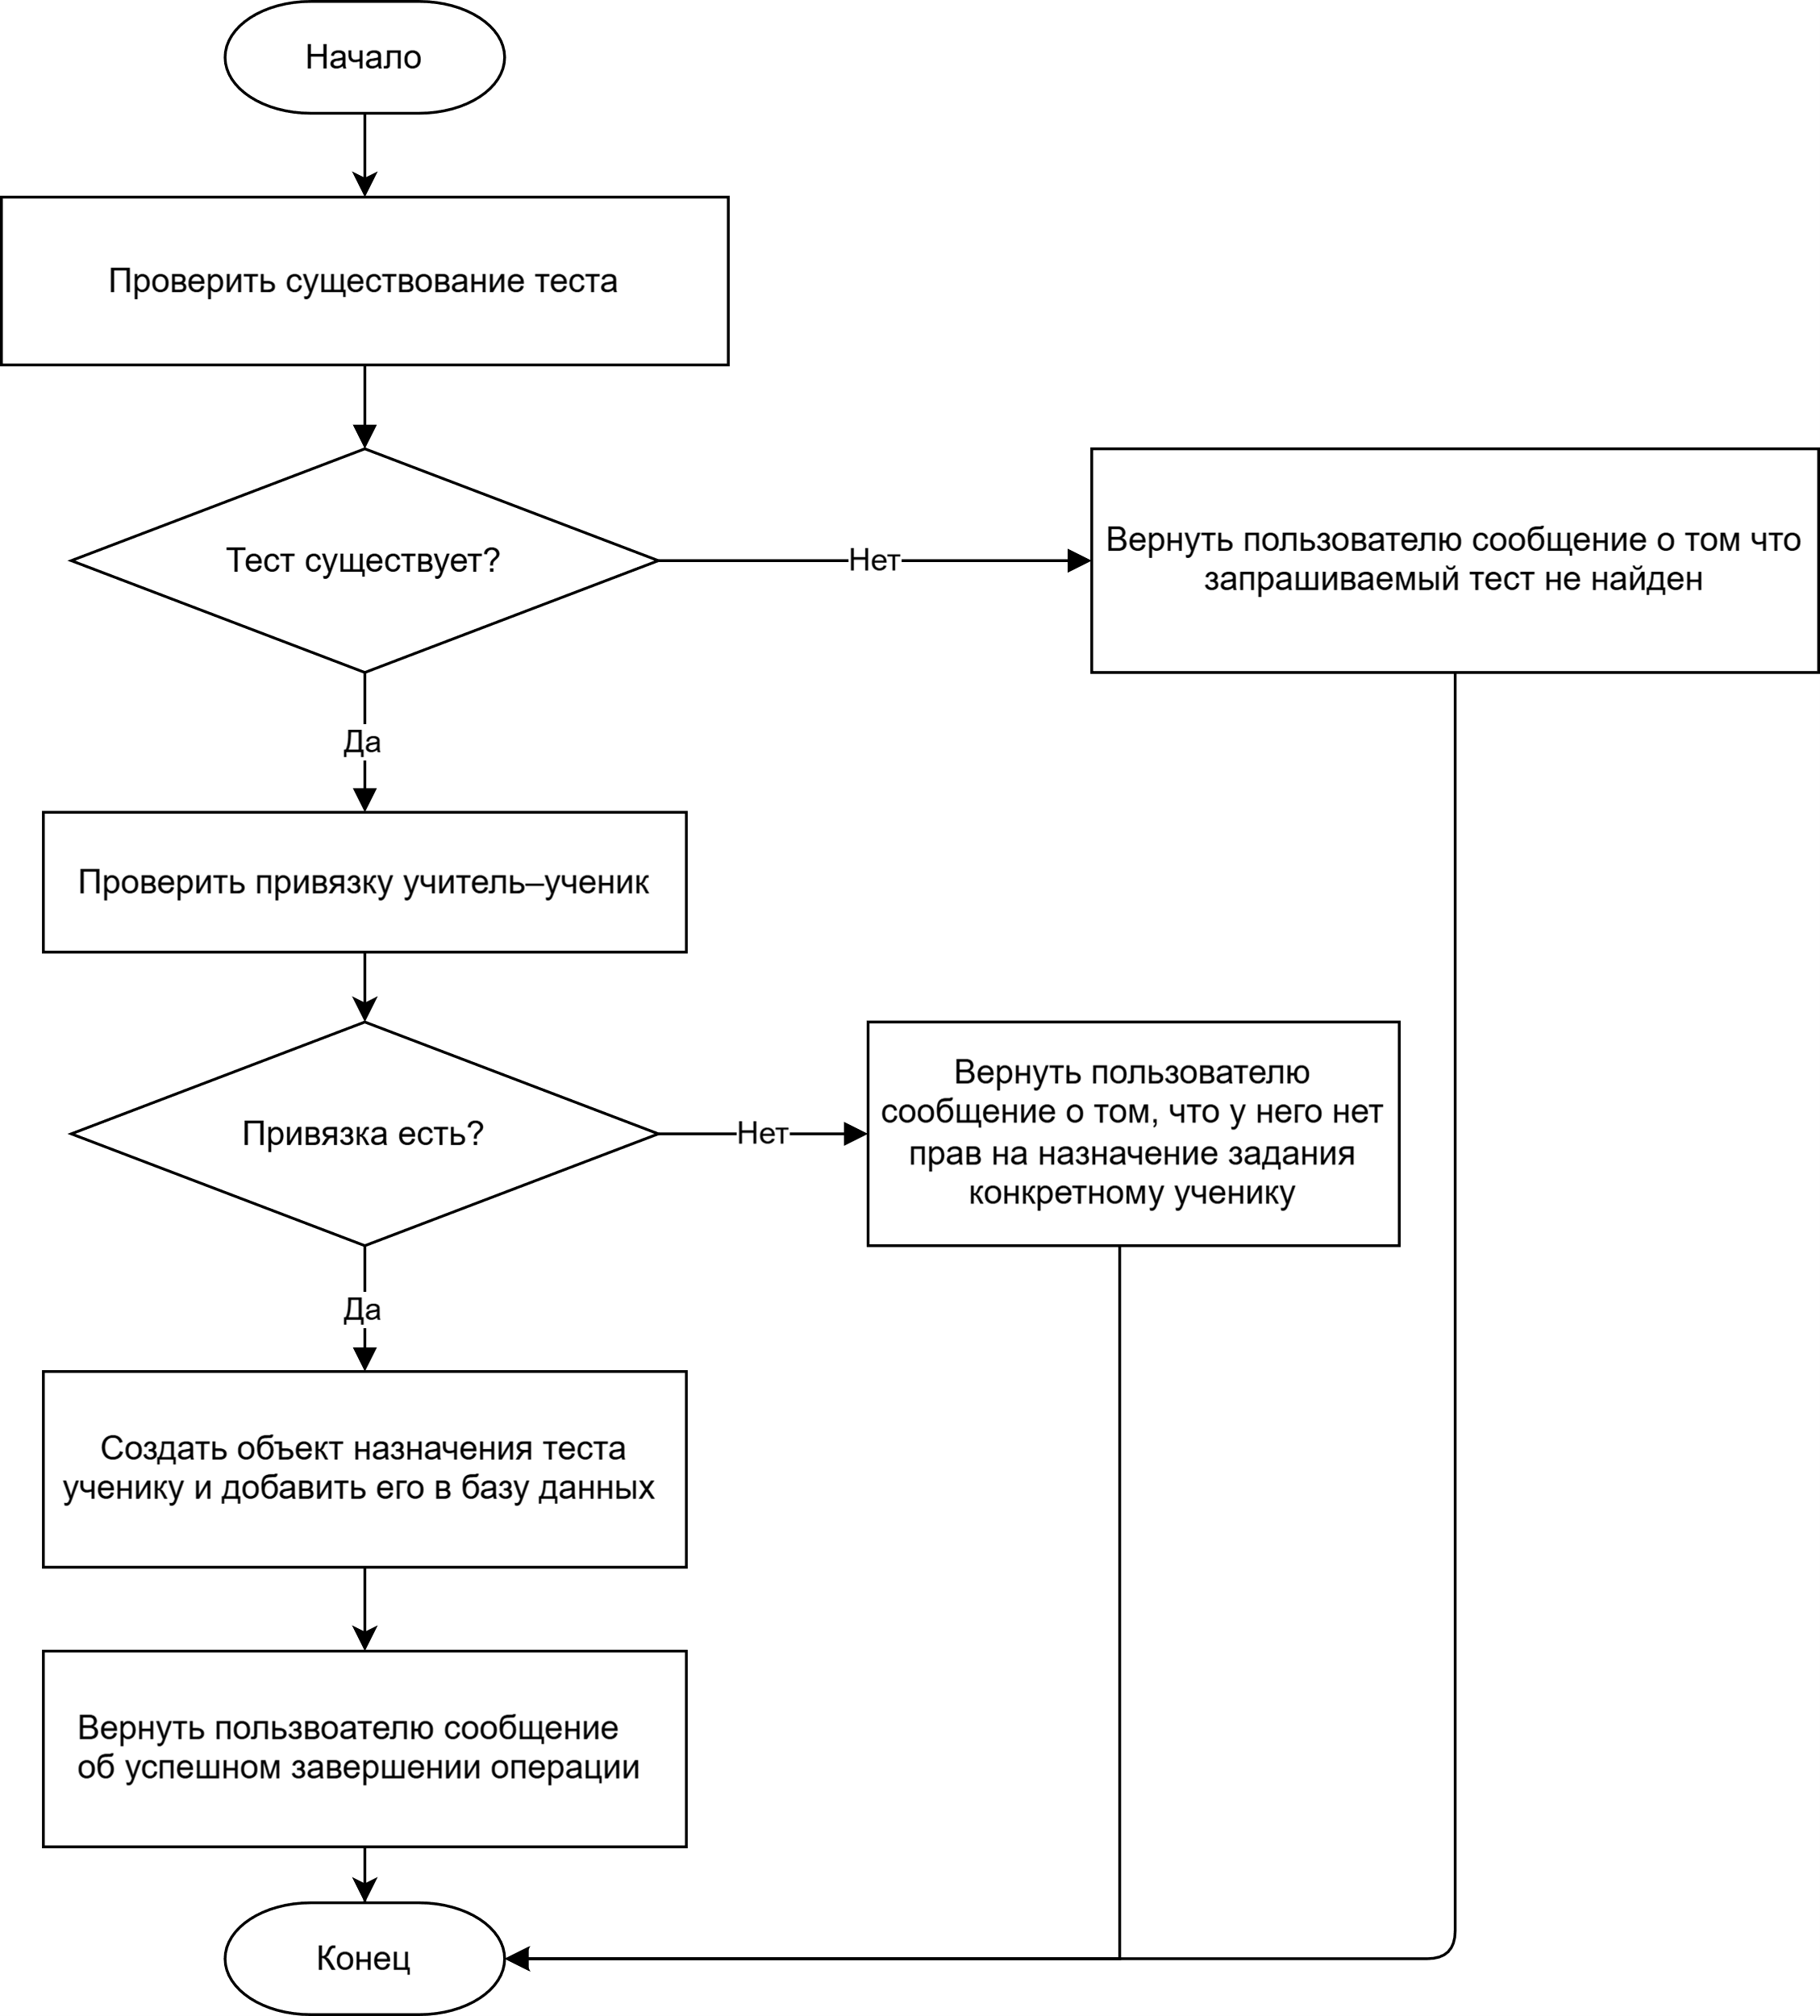 Начало
Проверить существование теста
Тест существует?
Нет
Вернуть пользователю сообщение о том что
запрашиваемый тест не найден
Да
Проверить привязку учитель–ученик
Привязка есть?
Нет
Вернуть пользователю
сообщение о том, что у него нет
прав на назначение задания
конкретному ученику
Да
Создать объект назначения теста
ученику и добавить его в базу данных
Вернуть пользвоателю сообщение
об успешном завершении операции
Конец